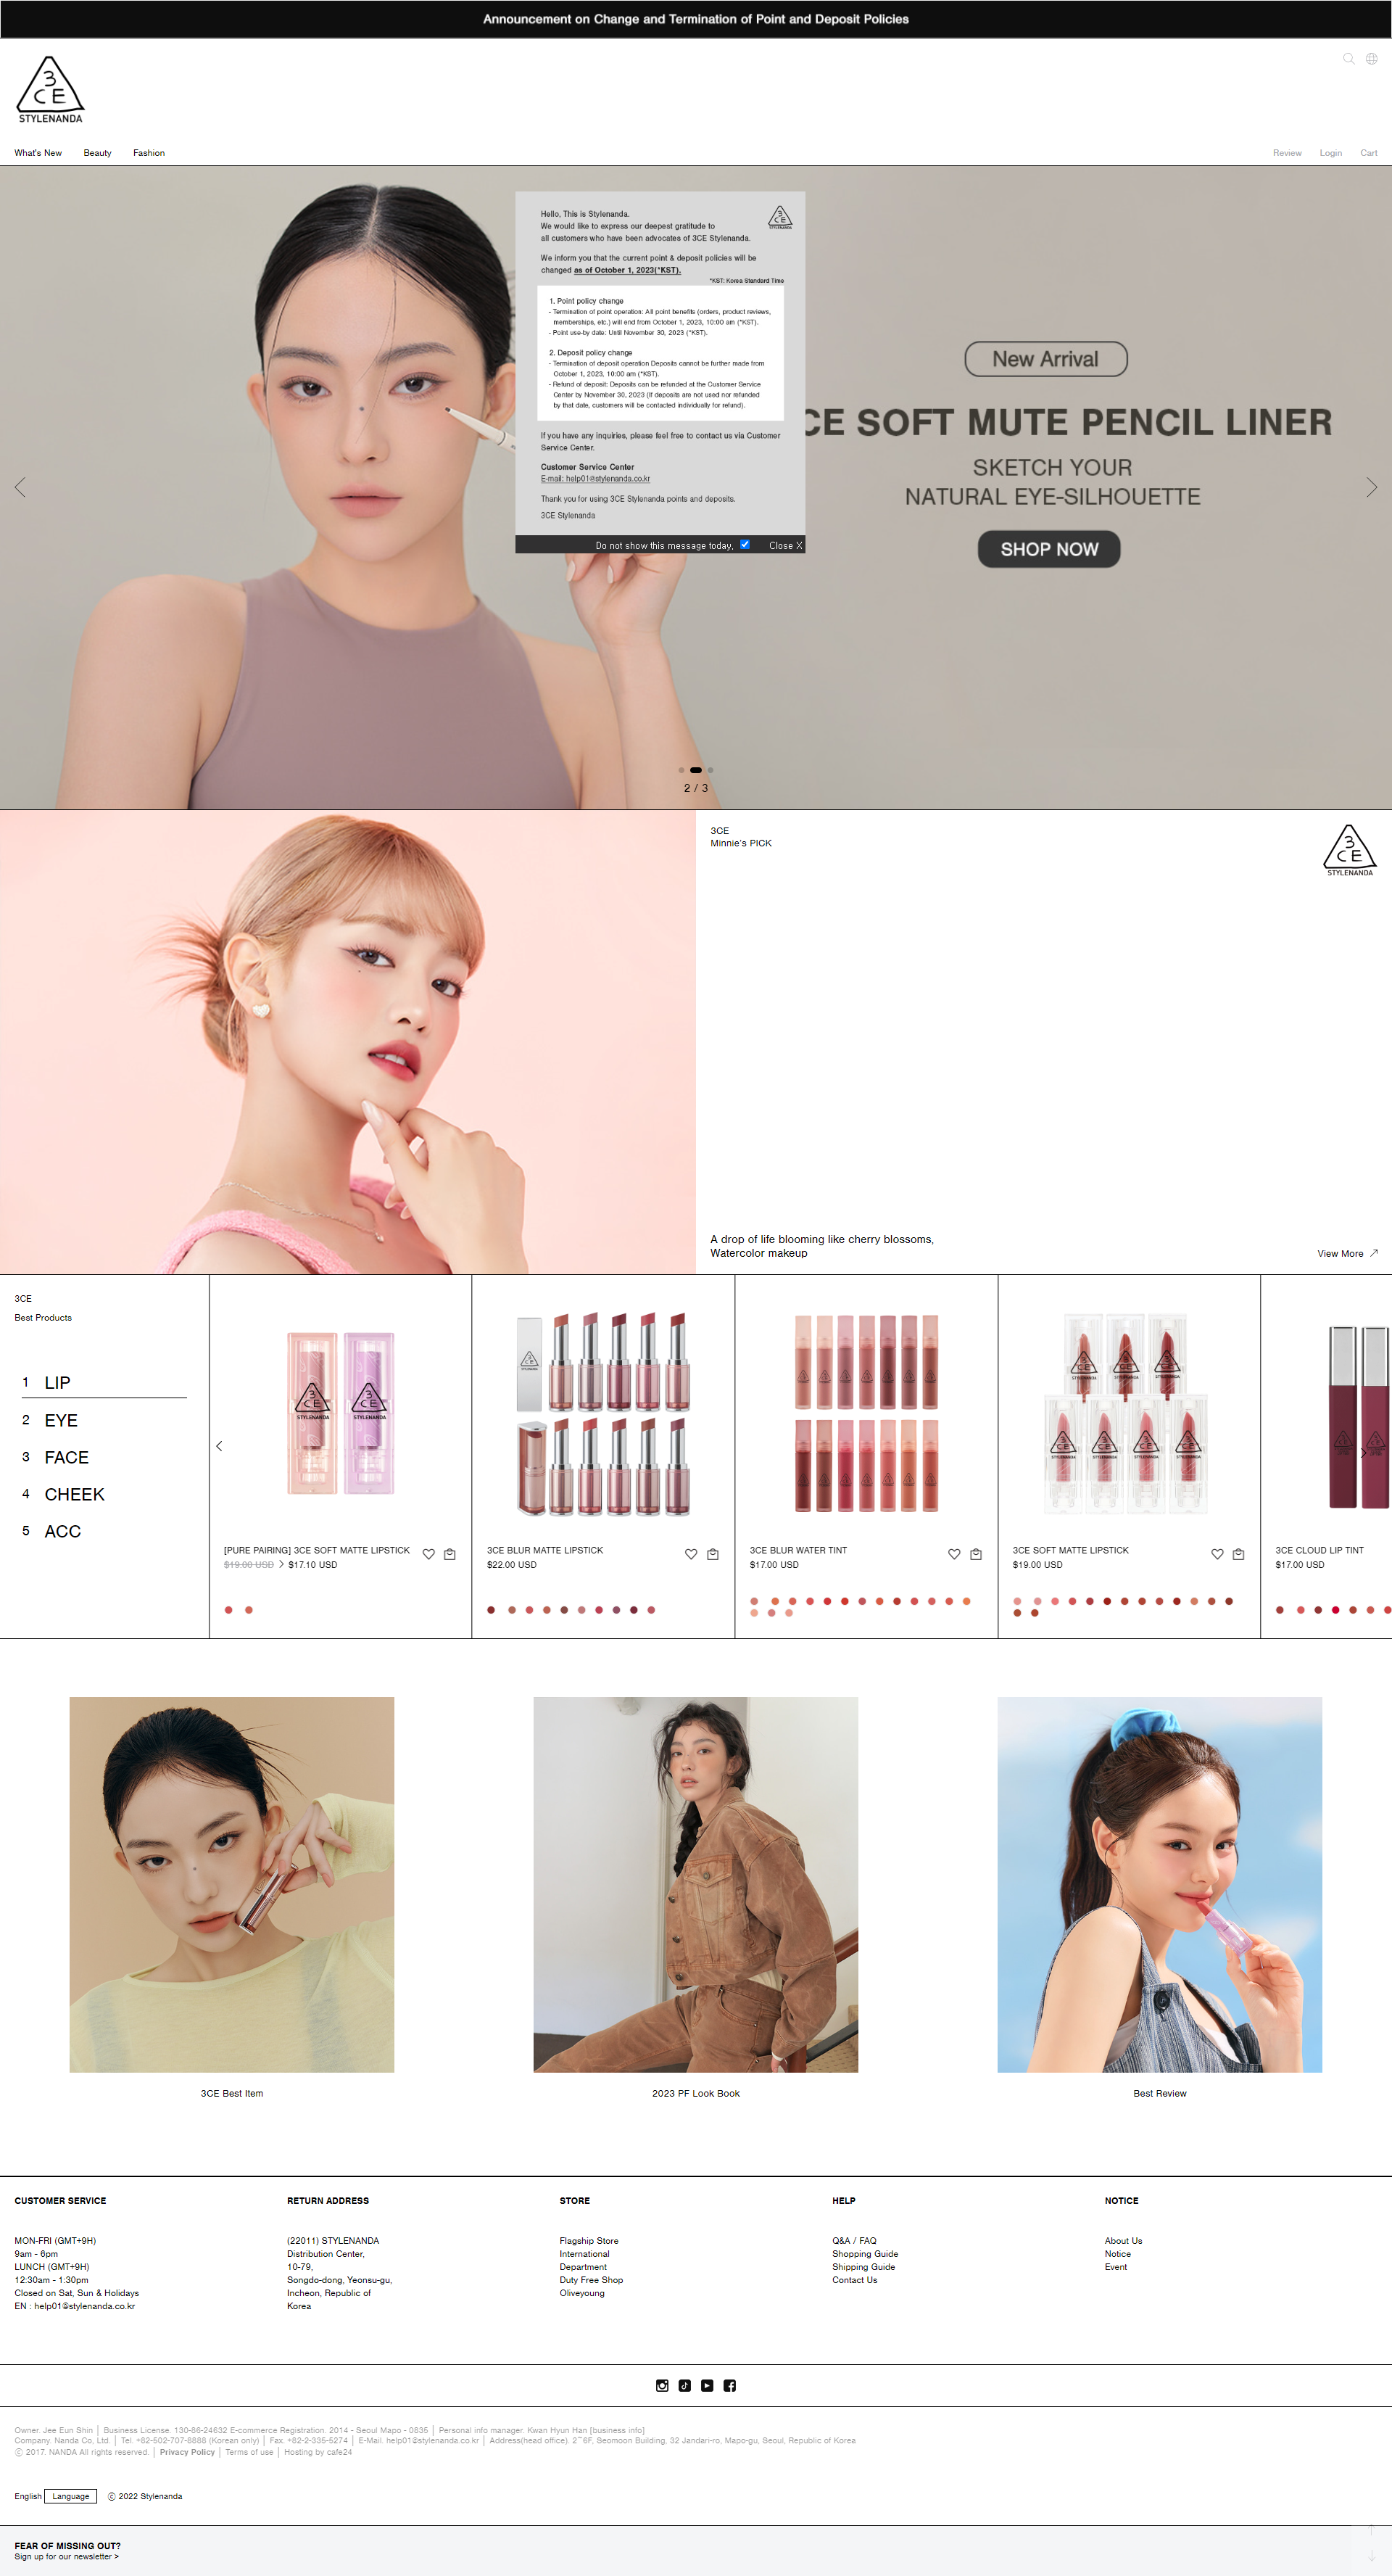 Announcement on Change and Termination of Point and Deposit Policies
3
CE
STYLENANDA
What's New Beauty Fashion
Review Login Cart
Hello, This is Stylenanda.
We would like to express our deepest gratitude to
all customers who have been advocates of 3CE Stylenanda.
We inform you that the current point & deposit policies will be
changed as of October 1, 2023(*KST).
*KST: Korea Standard Time
1. Point policy change
- Termination of point operation: All point benefits (orders, product reviews,
memberships, etc.) will end from October 1, 2023, 10:00 am (*KST).
- Point use-by date: Until November 30, 2023 (*KST).
2. Deposit policy change
- Termination of deposit operation Deposits cannot be further made from
October 1, 2023, 10:00 am (*KST).
- Refund of deposit: Deposits can be refunded at the Customer Service
Center by November 30, 2023 (If deposits are not used nor refunded
by that date, customers will be contacted individually for refund).
If you have any inquiries, please feel free to contact us via Customer
Service Center.
Customer Service Center
E-mail: help01@stylenanda.co.kr
Thank you for using 3CE Stylenanda points and deposits.
3CE Stylenanda
Do not show this message today, Close X
New Arrival
CE SOFT MUTE PENCIL LINER
SKETCH YOUR
NATURAL EYE-SILHOUETTE
SHOP NOW
2 / 3
3CE
Minnie's PICK
3
CE
STYLENANDA
A drop of life blooming like cherry blossoms,
Watercolor makeup
View More
3CE
Best Products
1 LIP
2 EYE
3 FACE
4 CHEEK
5 ACC
[PURE PAIRING] 3CE SOFT MATTE LIPSTICK
$19.00 USD > $17.10 USD
3CE BLUR MATTE LIPSTICK
$22.00 USD
3CE BLUR WATER TINT
$17.00 USD
3CE SOFT MATTE LIPSTICK
$19.00 USD
3CE CLOUD LIP TINT
$17.00 USD
3CE Best Item
2023 PF Look Book
Best Review
CUSTOMER SERVICE
MON-FRI (GMT+9H)
9am - 6pm
LUNCH (GMT+9H)
12:30am - 1:30pm
Closed on Sat, Sun & Holidays
EN : help01@stylenanda.co.kr
RETURN ADDRESS
(22011) STYLENANDA
Distribution Center,
10-79,
Songdo-dong, Yeonsu-gu,
Incheon, Republic of
Korea
STORE
Flagship Store
International
Department
Duty Free Shop
Oliveyoung
HELP
Q&A / FAQ
Shopping Guide
Shipping Guide
Contact Us
NOTICE
About Us
Notice
Event
Owner. Jee Eun Shin | Business License. 130-86-24632 E-commerce Registration. 2014 - Seoul Mapo - 0835 | Personal info manager. Kwan Hyun Han [business info]
Company. Nanda Co, Ltd. | Tel. +82-502-707-8888 (Korean only) | Fax. +82-2-335-5274 | E-Mail. help01@stylenanda.co.kr | Address(head office). 2~6F, Seomoon Building, 32 Jandari-ro, Mapo-gu, Seoul, Republic of Korea
ⓒ 2017. NANDA All rights reserved. | Privacy Policy | Terms of use | Hosting by cafe24
English Language ⓒ 2022 Stylenanda
FEAR OF MISSING OUT?
Sign up for our newsletter >